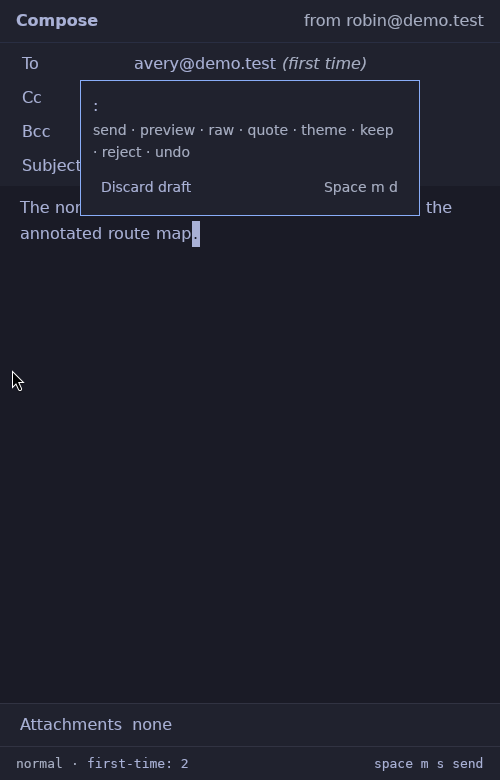 Compose from robin@demo.test
To avery@demo.test (first time)
Cc
Bcc
Subject
:
send · preview · raw · quote · theme · keep
· reject · undo
Discard draft Space m d
The the
annotated route map.
Attachments none
normal · first-time: 2 space m s send